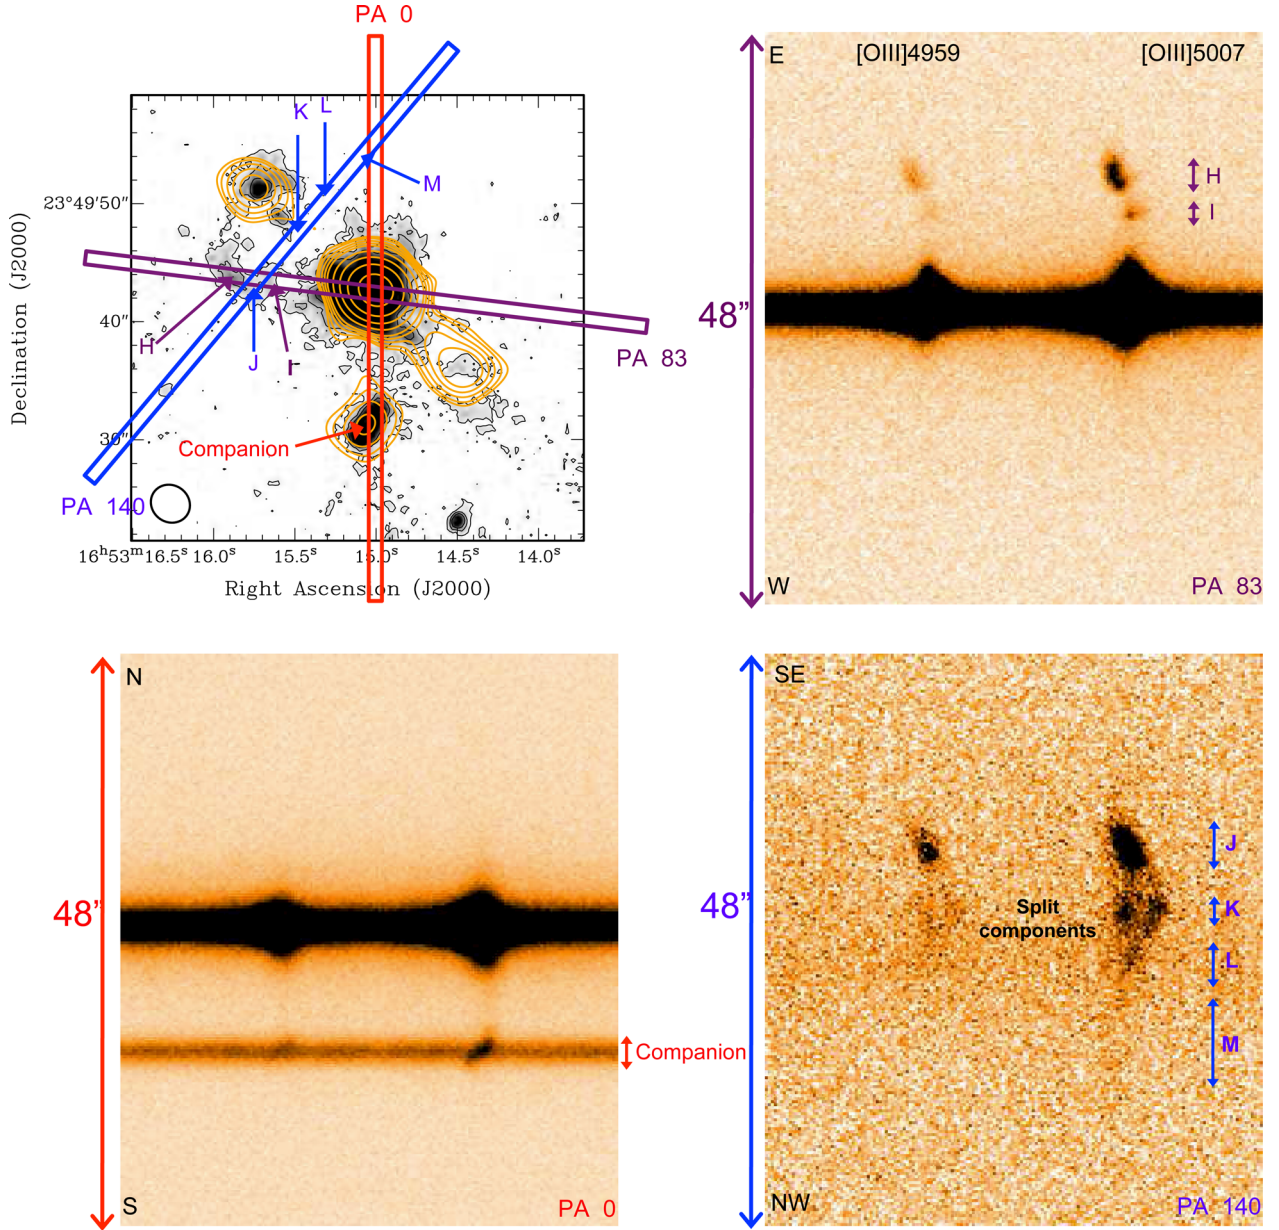 PA 0
K
L
M
23°49'50"
40"
30"
H
J
I
PA 83
Companion
PA 140
16ʰ53ᵐ16.5ˢ
16.0ˢ
15.5ˢ
15.0ˢ
14.5ˢ
14.0ˢ
Declination (J2000)
Right Ascension (J2000)
E
[OIII]4959
[OIII]5007
H
I
48”
W
PA 83
N
48”
Companion
S
PA 0
SE
J
48”
Split
components
K
L
M
NW
PA 140